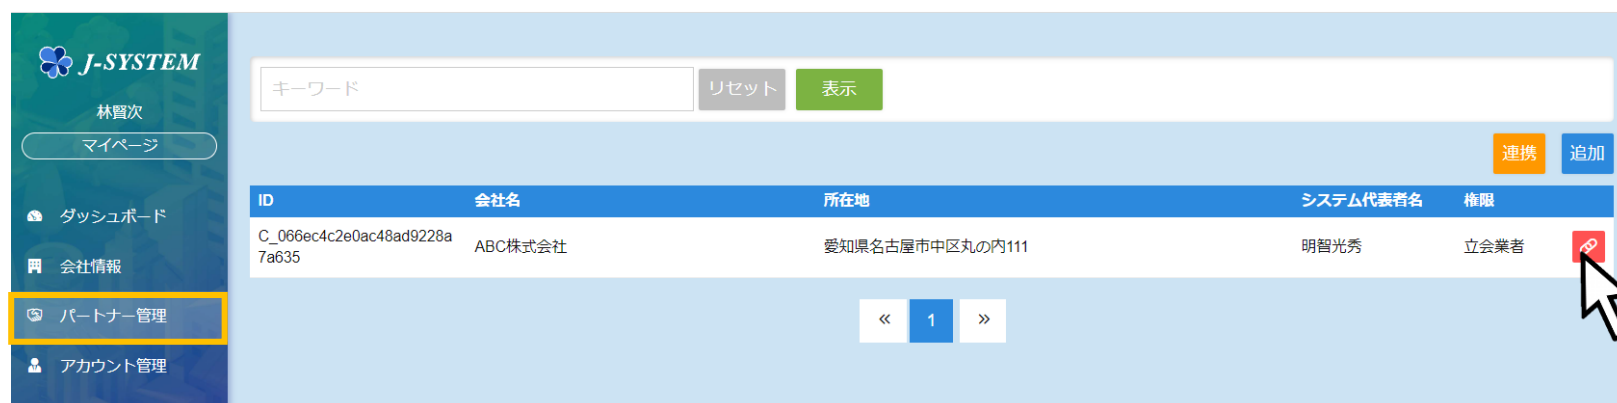 J-SYSTEM
林賢次
マイページ
ダッシュボード
会社情報
パートナー管理
アカウント管理
キーワード リセット 表示
連携 追加
ID 会社名 所在地 システム代表者名 権限
C_066ec4c2e0ac48ad9228a
7a635 ABC株式会社 愛知県名古屋市中区丸の内111 明智光秀 立会業者
« 1 »